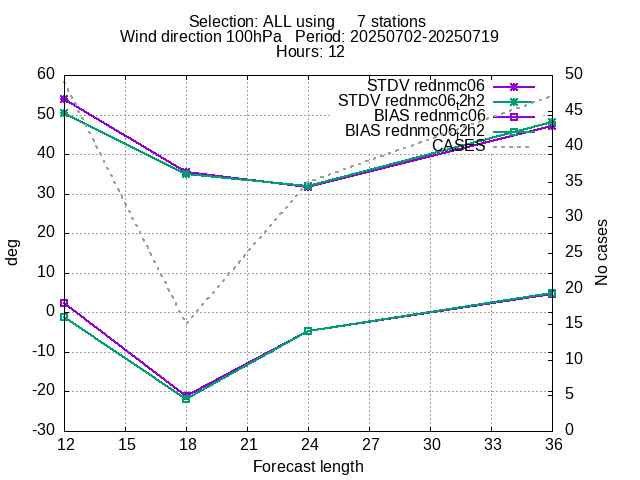 Selection: ALL using 7 stations
Wind direction 100hPa Period: 20250702-20250719
Hours: 12
STDV rednmc06
STDV rednmc06t2h2
BIAS rednmc06
BIAS rednmc06t2h2
CASES
60
50
40
30
20
10
0
-10
-20
-30
deg
50
45
40
35
30
25
20
15
10
5
0
No cases
12 15 18 21 24 27 30 33 36
Forecast length